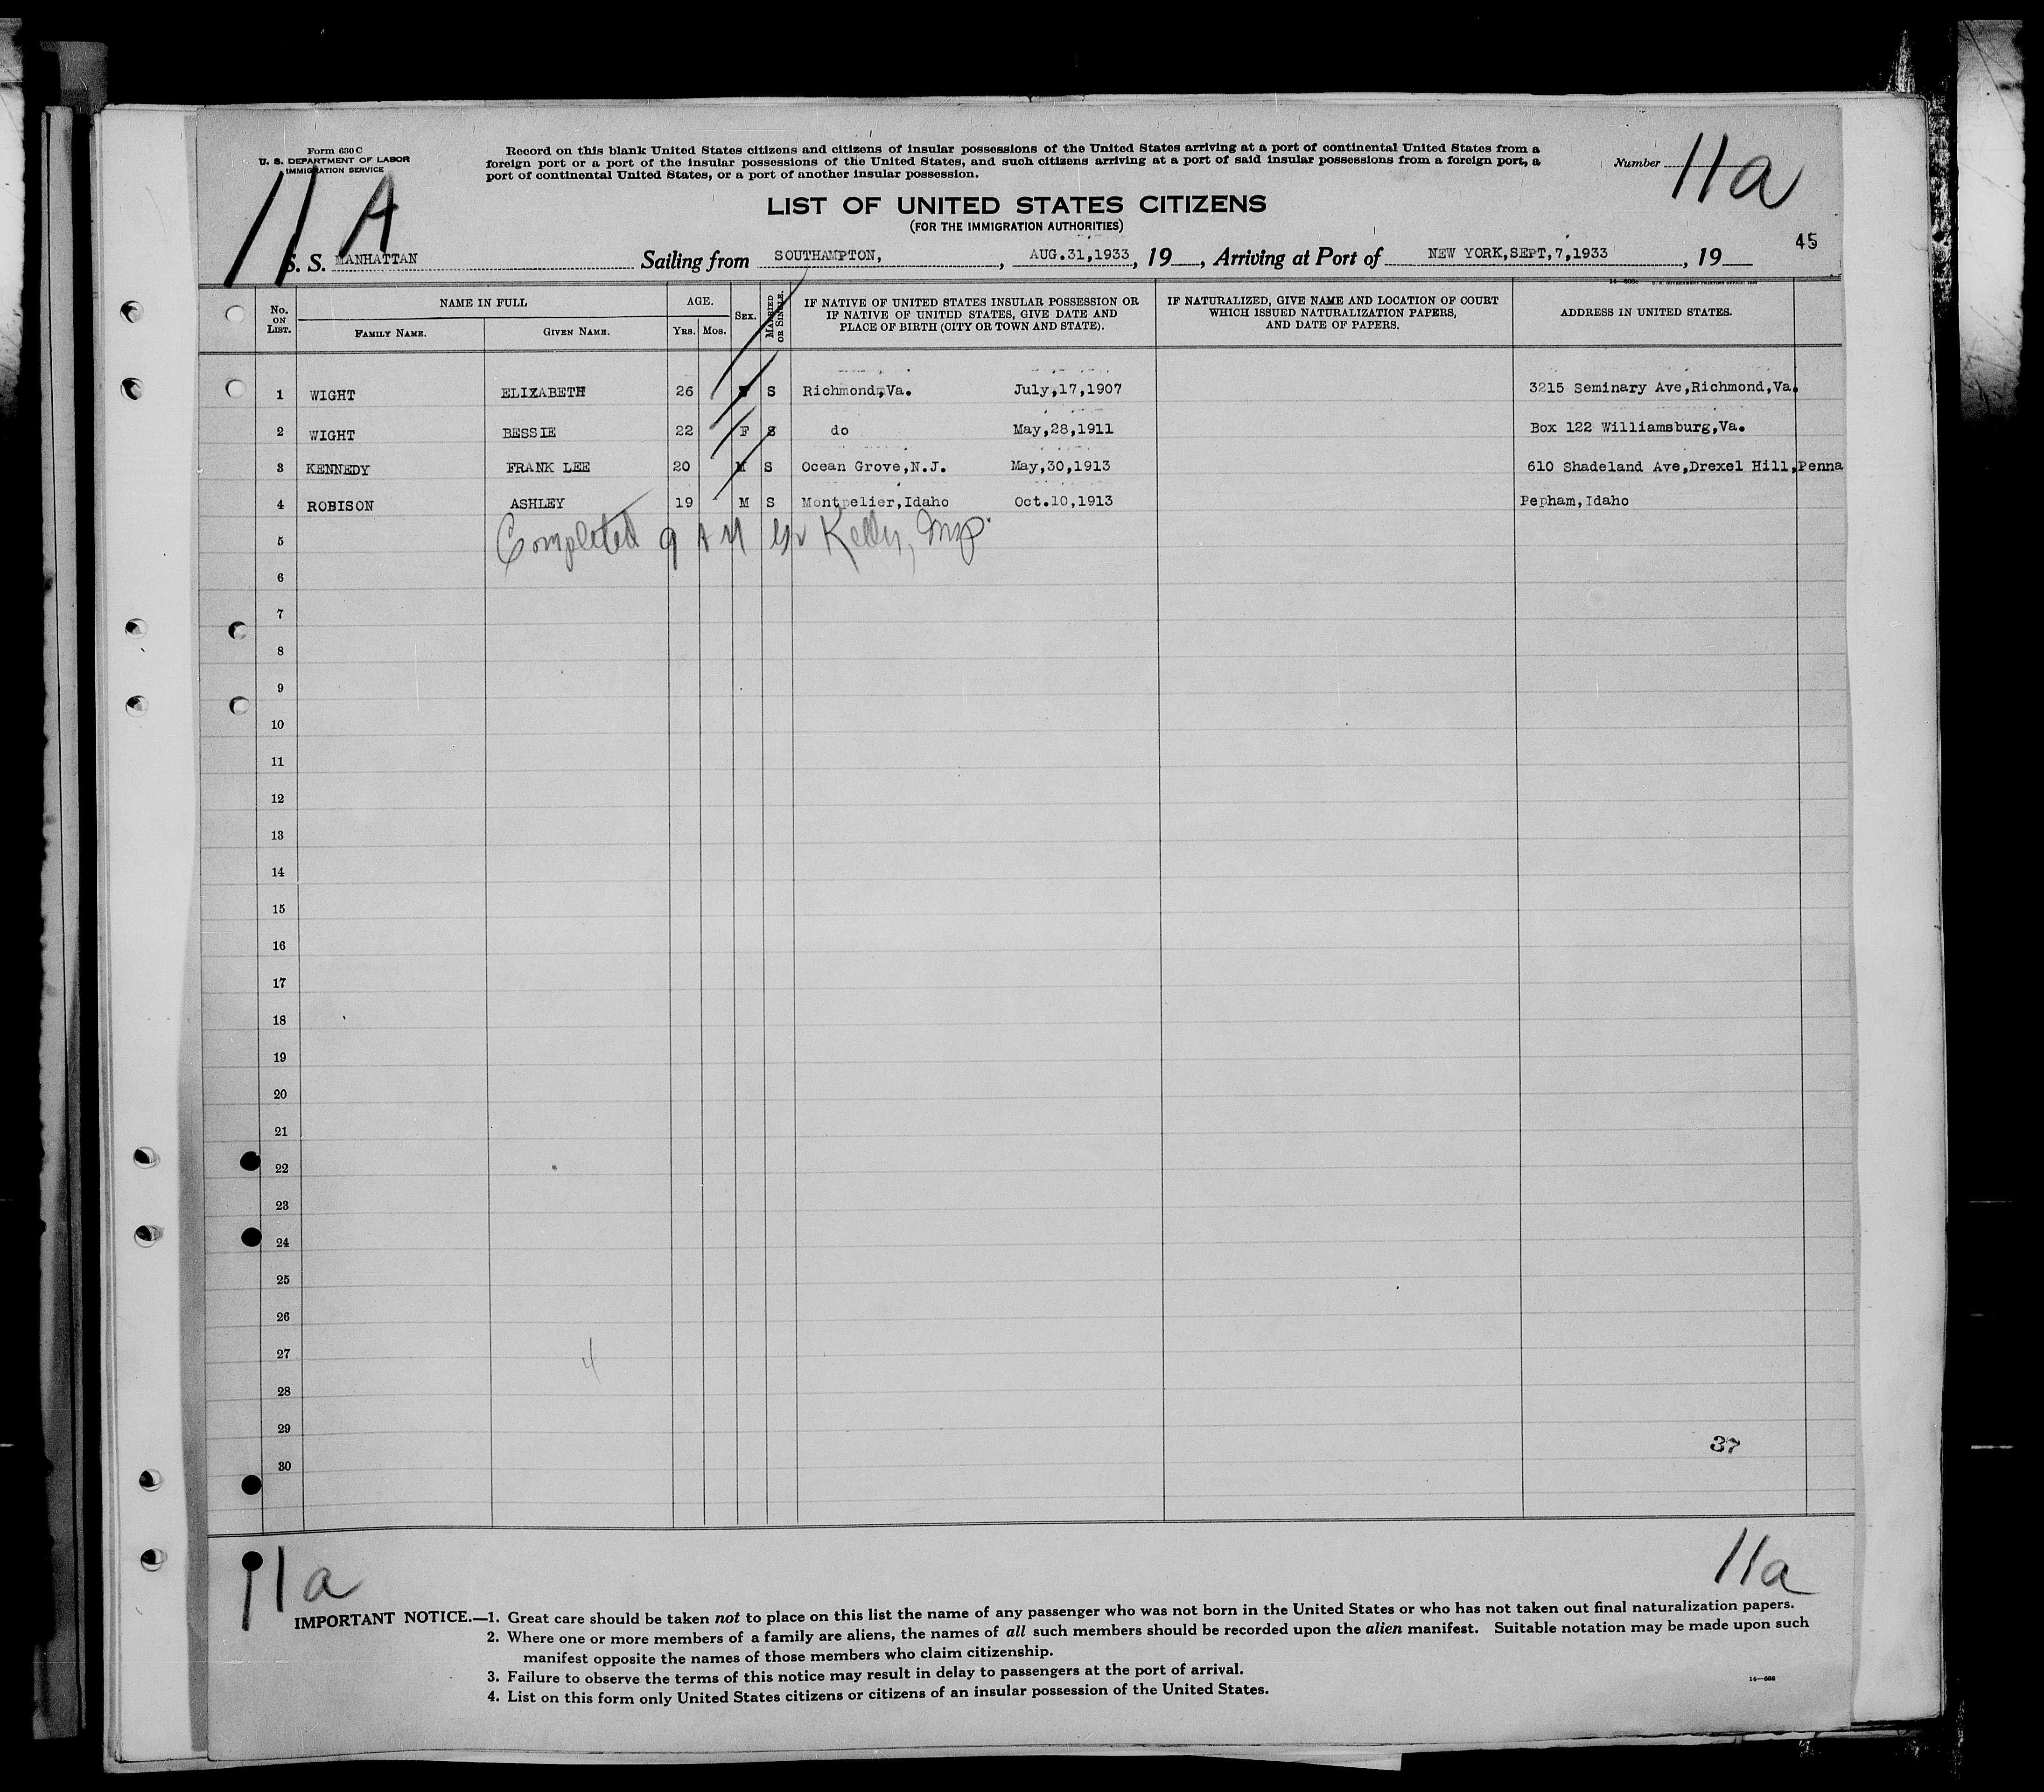 Form 630 C
U. S. DEPARTMENT OF LABOR
IMMIGRATION SERVICE
Record on this blank United States citizens and citizens of insular possessions of the United States arriving at a port of continental United States from a
foreign port or a port of the insular possessions of the United States, and such citizens arriving at a port of said insular possessions from a foreign port, a
port of continental United States, or a port of another insular possession.
Number 11a
11 A
LIST OF UNITED STATES CITIZENS
(FOR THE IMMIGRATION AUTHORITIES)
45
S. S. MANHATTAN Sailing from SOUTHAMPTON, , AUG.31,1933, 19 , Arriving at Port of NEW YORK,SEPT,7,1933 , 19
No. ON LIST.
NAME IN FULL
FAMILY NAME.
GIVEN NAME.
AGE.
YRS.
MOS.
SEX.
MARRIED OR SINGLE.
IF NATIVE OF UNITED STATES INSULAR POSSESSION OR
IF NATIVE OF UNITED STATES, GIVE DATE AND
PLACE OF BIRTH (CITY OR TOWN AND STATE).
IF NATURALIZED, GIVE NAME AND LOCATION OF COURT
WHICH ISSUED NATURALIZATION PAPERS,
AND DATE OF PAPERS.
ADDRESS IN UNITED STATES.
1 WIGHT ELIZABETH 26 S Richmond,Va. July,17,1907 3215 Seminary Ave,Richmond,Va.
2 WIGHT BESSIE 22 F S do May,28,1911 Box 122 Williamsburg,Va.
3 KENNEDY FRANK LEE 20 M S Ocean Grove,N.J. May,30,1913 610 Shadeland Ave,Drexel Hill,Penna
4 ROBISON ASHLEY 19 M S Montpelier,Idaho Oct.10,1913 Pepham,Idaho
5 Completed 9 AM Kelly, Insp.
6
7
8
9
10
11
12
13
14
15
16
17
18
19
20
21
22
23
24
25
26
27
4
28
29
37
30
11a
11a
IMPORTANT NOTICE.—1. Great care should be taken not to place on this list the name of any passenger who was not born in the United States or who has not taken out final naturalization papers.
2. Where one or more members of a family are aliens, the names of all such members should be recorded upon the alien manifest. Suitable notation may be made upon such
manifest opposite the names of those members who claim citizenship.
3. Failure to observe the terms of this notice may result in delay to passengers at the port of arrival.
4. List on this form only United States citizens or citizens of an insular possession of the United States.